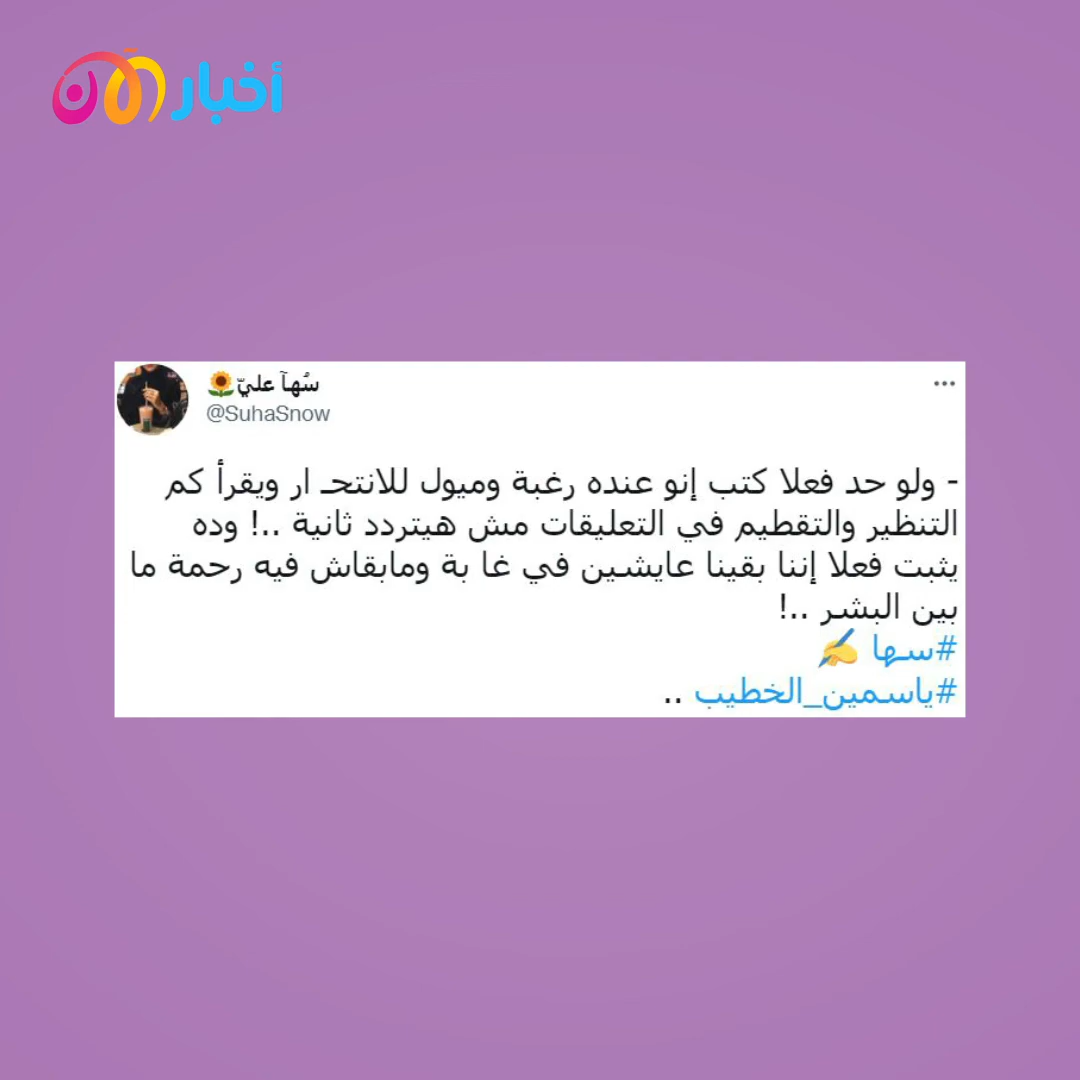 أخبار الآن
سُهآ عليّ🌻
@SuhaSnow
- ولو حد فعلا كتب إنو عنده رغبة وميول للانتحـ ار ويقرأ كم
التنظير والتقطيم في التعليقات مش هيتردد ثانية ..! وده
يثبت فعلا إننا بقينا عايشين في غا بة ومابقاش فيه رحمة ما
بين البشر ..!
#سها ✍️
#ياسمين_الخطيب ..